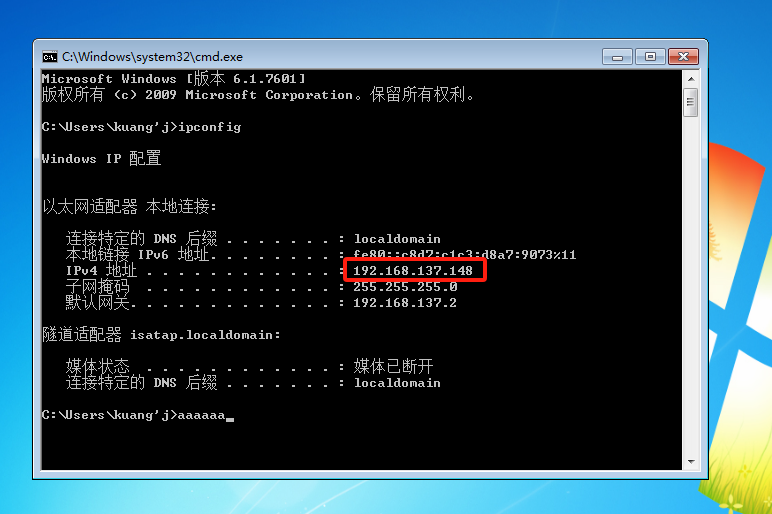 C:\Windows\system32\cmd.exe
Microsoft Windows [版本 6.1.7601]
版权所有 (c) 2009 Microsoft Corporation。保留所有权利。
C:\Users\kuang'j>ipconfig
Windows IP 配置
以太网适配器 本地连接:
连接特定的 DNS 后缀 . . . . . . . : localdomain
本地链接 IPv6 地址. . . . . . . . : fe80::c8d7:c1c3:d8a7:9073%11
IPv4 地址 . . . . . . . . . . . . : 192.168.137.148
子网掩码 . . . . . . . . . . . . : 255.255.255.0
默认网关. . . . . . . . . . . . . : 192.168.137.2
隧道适配器 isatap.localdomain:
媒体状态 . . . . . . . . . . . . : 媒体已断开
连接特定的 DNS 后缀 . . . . . . . : localdomain
C:\Users\kuang'j>aaaaaa_